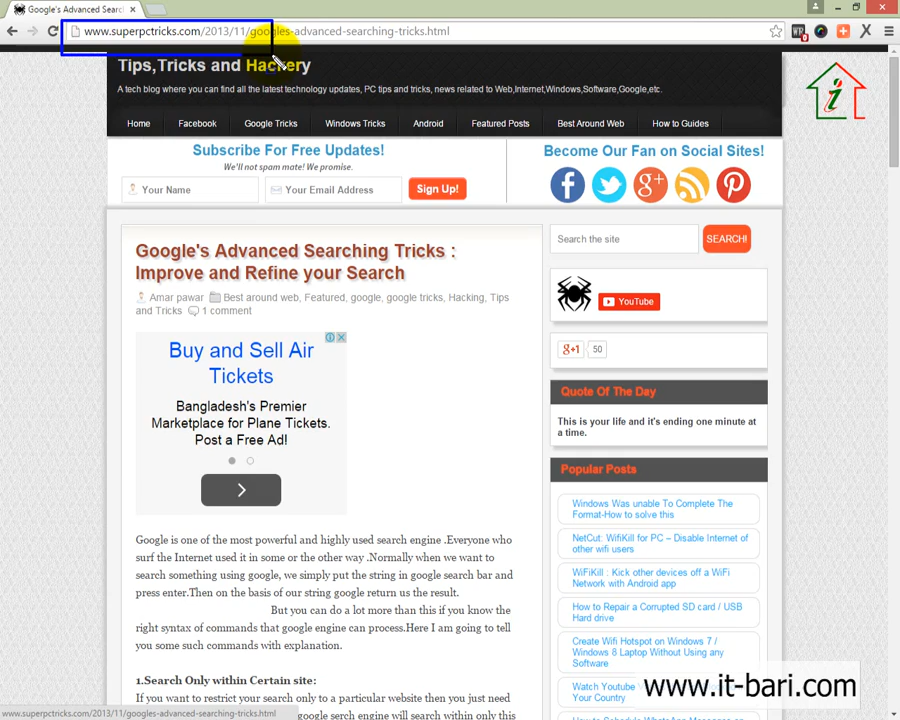 Google's Advanced Searc
www.superpctricks.com/2013/11/googles-advanced-searching-tricks.html
Tips,Tricks and Hackery
A tech blog where you can find all the latest technology updates, PC tips and tricks, news related to Web,Internet,Windows,Software,Google,etc.
Home Facebook Google Tricks Windows Tricks Android Featured Posts Best Around Web How to Guides
Subscribe For Free Updates!
We'll not spam mate! We promise.
Your Name Your Email Address Sign Up!
Become Our Fan on Social Sites!
Google's Advanced Searching Tricks :
Improve and Refine your Search
Amar pawar Best around web, Featured, google, google tricks, Hacking, Tips
and Tricks 1 comment
Buy and Sell Air
Tickets
Bangladesh's Premier
Marketplace for Plane Tickets.
Post a Free Ad!
Google is one of the most powerful and highly used search engine .Everyone who
surf the Internet used it in some or the other way .Normally when we want to
search something using google, we simply put the string in google search bar and
press enter.Then on the basis of our string google return us the result.
But you can do a lot more than this if you know the
right syntax of commands that google engine can process.Here I am going to tell
you some such commands with explanation.
1.Search Only within Certain site:
If you want to restrict your search only to a particular website then you just need
google serch engine will search within only this
Search the site SEARCH!
YouTube
g+1 50
Quote Of The Day
This is your life and it's ending one minute at
a time.
Popular Posts
Windows Was unable To Complete The
Format-How to solve this
NetCut: WifiKill for PC – Disable Internet of
other wifi users
WiFiKill : Kick other devices off a WiFi
Network with Android app
How to Repair a Corrupted SD card / USB
Hard drive
Create Wifi Hotspot on Windows 7 /
Windows 8 Laptop Without Using any
Software
Watch Youtube
Your Country
www.it-bari.com
www.superpctricks.com/2013/11/googles-advanced-searching-tricks.html